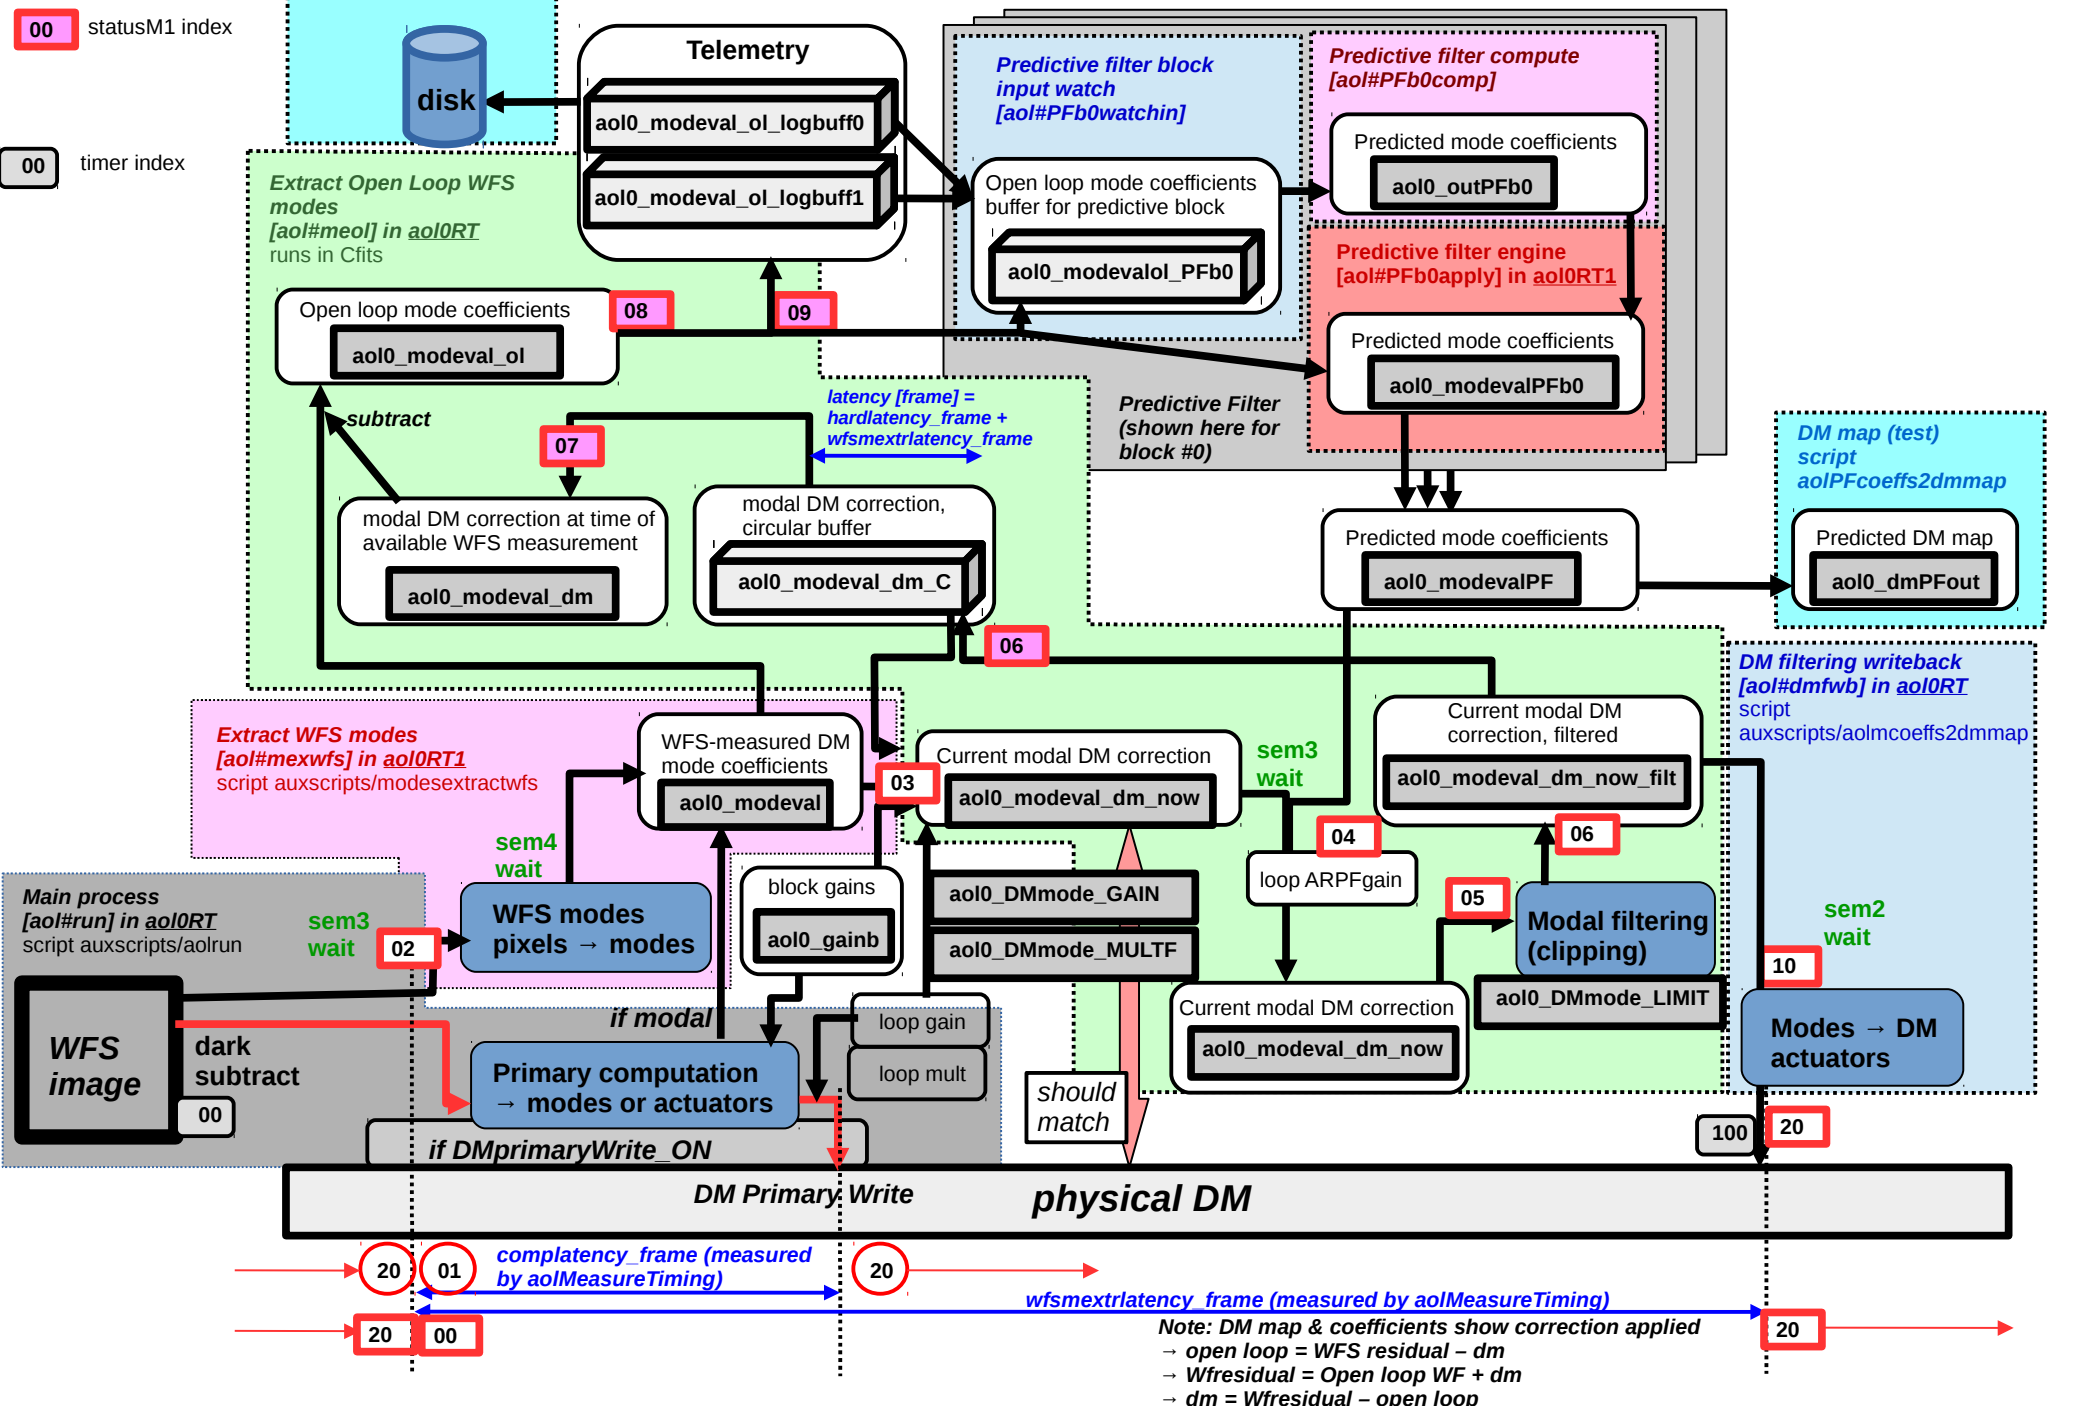 00
statusM1 index
00
timer index
disk
Telemetry
aol0_modeval_ol_logbuff0
aol0_modeval_ol_logbuff1
Predictive filter block
input watch
[aol#PFb0watchin]
Open loop mode coefficients
buffer for predictive block
aol0_modevalol_PFb0
Predictive filter compute
[aol#PFb0comp]
Predicted mode coefficients
aol0_outPFb0
Predictive filter engine
[aol#PFb0apply] in aol0RT1
Predicted mode coefficients
aol0_modevalPFb0
Predictive Filter
(shown here for
block #0)
Extract Open Loop WFS
modes
[aol#meol] in aol0RT
runs in Cfits
Open loop mode coefficients
aol0_modeval_ol
08
09
subtract
07
latency [frame] =
hardlatency_frame +
wfsmextrlatency_frame
modal DM correction at time of
available WFS measurement
aol0_modeval_dm
modal DM correction,
circular buffer
aol0_modeval_dm_C
06
Predicted mode coefficients
aol0_modevalPF
DM map (test)
script
aolPFcoeffs2dmmap
Predicted DM map
aol0_dmPFout
DM filtering writeback
[aol#dmfwb] in aol0RT
script
auxscripts/aolmcoeffs2dmmap
Extract WFS modes
[aol#mexwfs] in aol0RT1
script auxscripts/modesextractwfs
WFS-measured DM
mode coefficients
aol0_modeval
03
Current modal DM correction
aol0_modeval_dm_now
sem3
wait
Current modal DM
correction, filtered
aol0_modeval_dm_now_filt
04
06
loop ARPFgain
05
Modal filtering
(clipping)
aol0_DMmode_LIMIT
sem4
wait
WFS modes
pixels → modes
block gains
aol0_gainb
aol0_DMmode_GAIN
aol0_DMmode_MULTF
Current modal DM correction
aol0_modeval_dm_now
sem2
wait
10
Modes → DM
actuators
Main process
[aol#run] in aol0RT
script auxscripts/aolrun
sem3
wait
02
WFS
image
dark
subtract
00
if modal
Primary computation
→ modes or actuators
loop gain
loop mult
if DMprimaryWrite_ON
should
match
100
20
DM Primary Write
physical DM
20
01
complatency_frame (measured
by aolMeasureTiming)
20
wfsmextrlatency_frame (measured by aolMeasureTiming)
20
00
20
Note: DM map & coefficients show correction applied
→ open loop = WFS residual – dm
→ Wfresidual = Open loop WF + dm
→ dm = Wfresidual – open loop